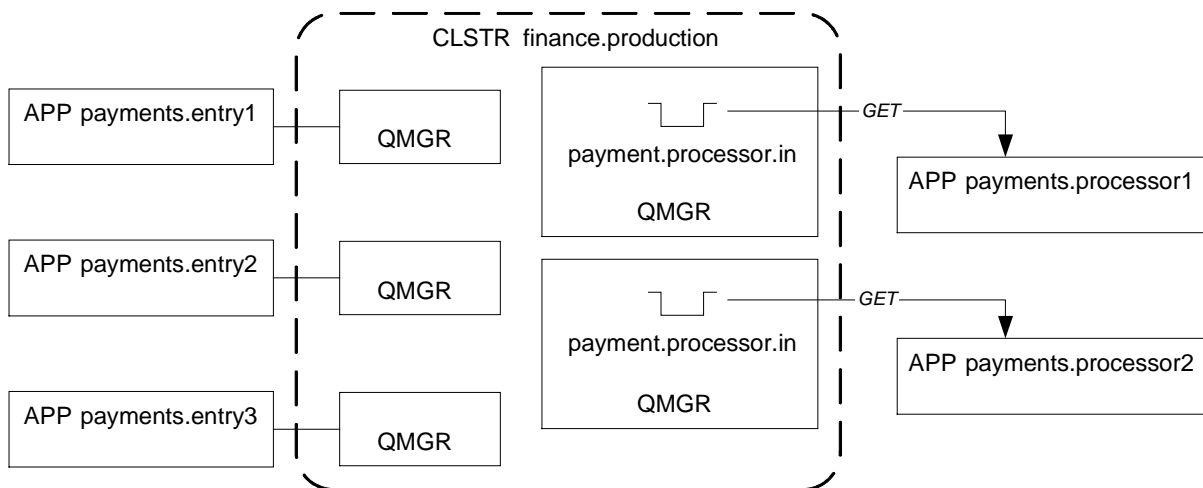 CLSTR finance.production
APP payments.entry1
QMGR
payment.processor.in
QMGR
GET
APP payments.processor1
APP payments.entry2
QMGR
payment.processor.in
QMGR
GET
APP payments.processor2
APP payments.entry3
QMGR